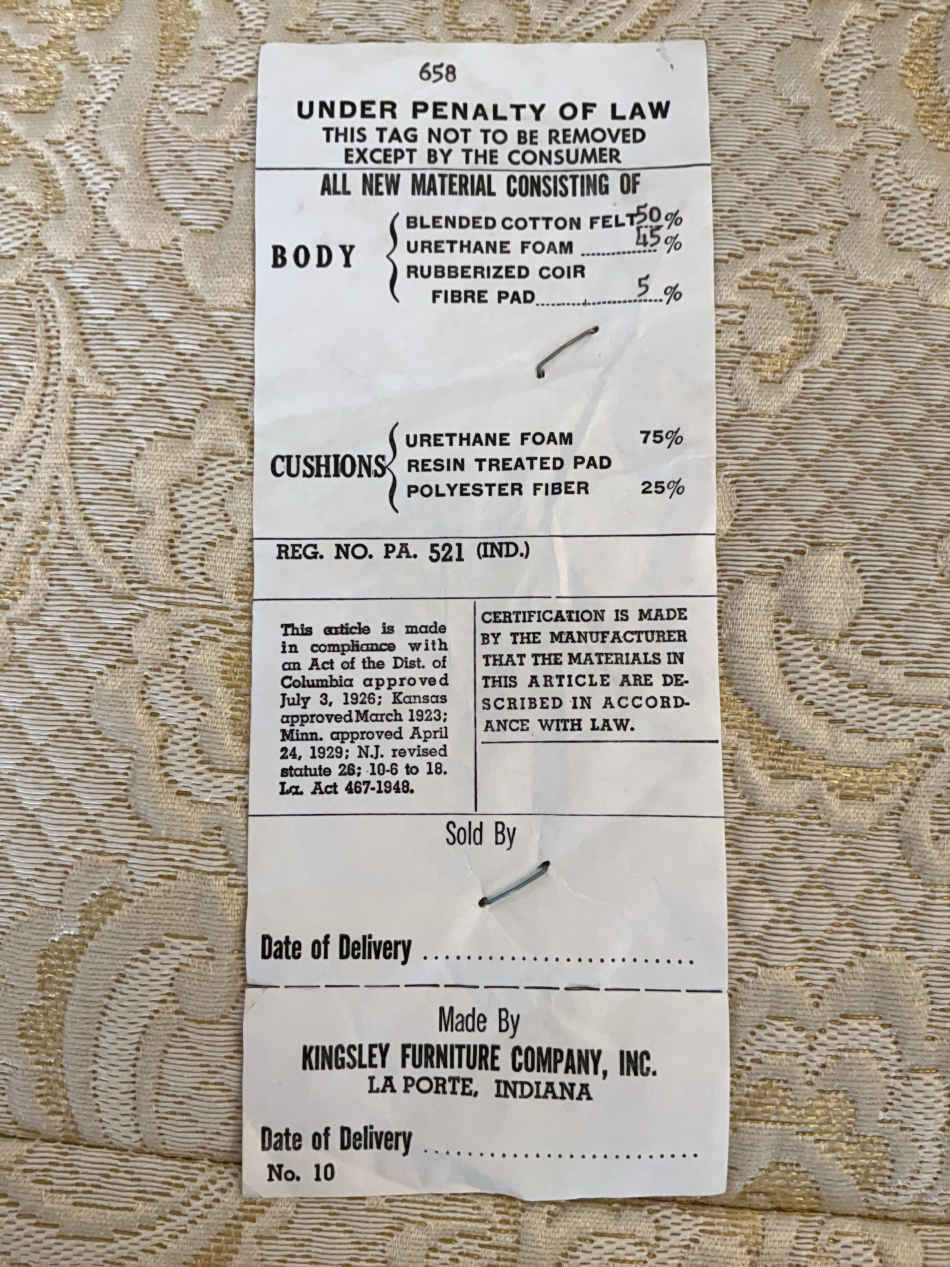 658
UNDER PENALTY OF LAW
THIS TAG NOT TO BE REMOVED
EXCEPT BY THE CONSUMER
ALL NEW MATERIAL CONSISTING OF
BODY
BLENDED COTTON FELT 50%
URETHANE FOAM ............ 45%
RUBBERIZED COIR
FIBRE PAD.................. 5 %
CUSHIONS
URETHANE FOAM 75%
RESIN TREATED PAD
POLYESTER FIBER 25%
REG. NO. PA. 521 (IND.)
This article is made
in compliance with
an Act of the Dist. of
Columbia approved
July 3, 1926; Kansas
approved March 1923;
Minn. approved April
24, 1929; N.J. revised
statute 26; 10-6 to 18.
La. Act 467-1948.
CERTIFICATION IS MADE
BY THE MANUFACTURER
THAT THE MATERIALS IN
THIS ARTICLE ARE DE-
SCRIBED IN ACCORD-
ANCE WITH LAW.
Sold By
Date of Delivery ........................
Made By
KINGSLEY FURNITURE COMPANY, INC.
LA PORTE, INDIANA
Date of Delivery ........................
No. 10